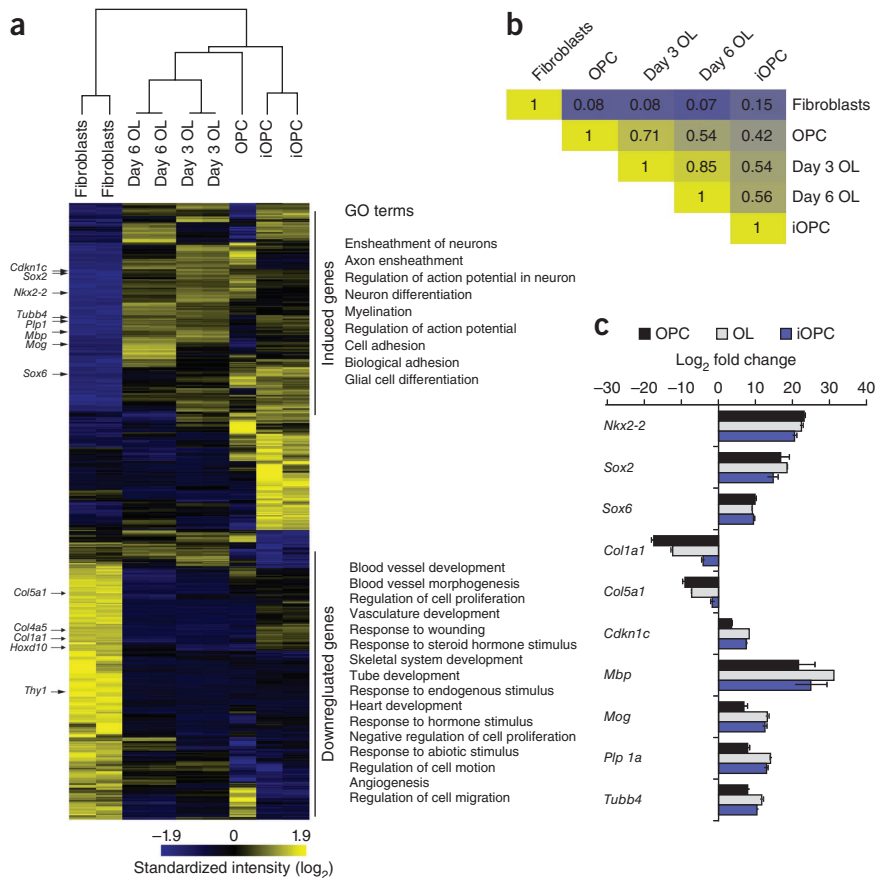 a
Fibroblasts
Fibroblasts
Day 6 OL
Day 6 OL
Day 3 OL
Day 3 OL
OPC
iOPC
iOPC
Cdkn1c
Sox2
Nkx2-2
Tubb4
Plp1
Mbp
Mog
Sox6
Col5a1
Col4a5
Col1a1
Hoxd10
Thy1
Induced genes
GO terms
Ensheathment of neurons
Axon ensheathment
Regulation of action potential in neuron
Neuron differentiation
Myelination
Regulation of action potential
Cell adhesion
Biological adhesion
Glial cell differentiation
Downregluated genes
Blood vessel development
Blood vessel morphogenesis
Regulation of cell proliferation
Vasculature development
Response to wounding
Response to steroid hormone stimulus
Skeletal system development
Tube development
Response to endogenous stimulus
Heart development
Response to hormone stimulus
Negative regulation of cell proliferation
Response to abiotic stimulus
Regulation of cell motion
Angiogenesis
Regulation of cell migration
−1.9 0 1.9
Standardized intensity (log2)
b
Fibroblasts
OPC
Day 3 OL
Day 6 OL
iOPC
1 0.08 0.08 0.07 0.15 Fibroblasts
1 0.71 0.54 0.42 OPC
1 0.85 0.54 Day 3 OL
1 0.56 Day 6 OL
1 iOPC
c
OPC OL iOPC
Log2 fold change
−30 −20 −10 0 10 20 30 40
Nkx2-2
Sox2
Sox6
Col1a1
Col5a1
Cdkn1c
Mbp
Mog
Plp 1a
Tubb4